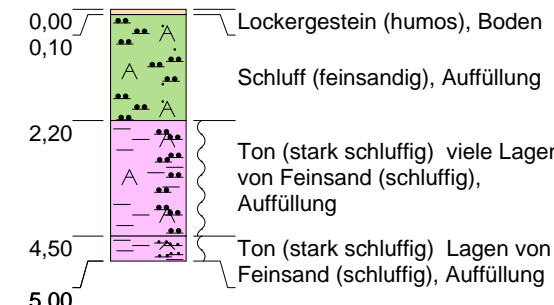 0,00
0,10
2,20
4,50
5,00
Lockergestein (humos), Boden
Schluff (feinsandig), Auffüllung
Ton (stark schluffig)  viele Lagen
von Feinsand (schluffig),
Auffüllung
Ton (stark schluffig)  Lagen von
Feinsand (schluffig), Auffüllung
A
A
A
A
A
A
A